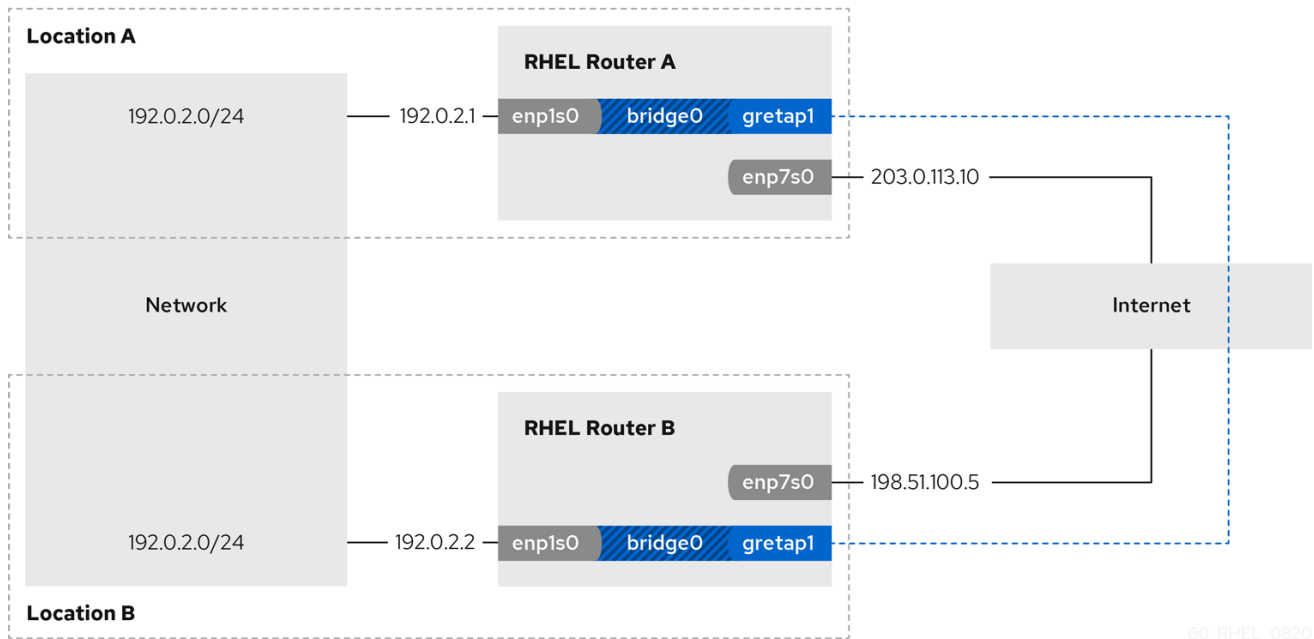 Location A
RHEL Router A
192.0.2.0/24
192.0.2.1
enp1s0
bridge0
gretap1
enp7s0
203.0.113.10
Network
Internet
RHEL Router B
enp7s0
198.51.100.5
192.0.2.0/24
192.0.2.2
enp1s0
bridge0
gretap1
Location B
60_RHEL_0820